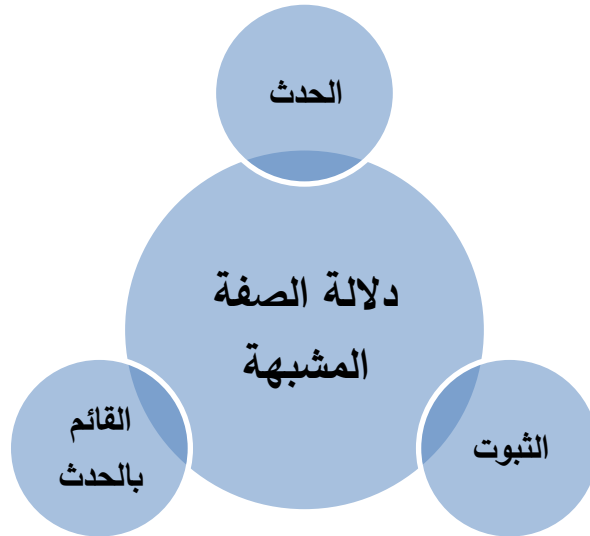 الحدث
دلالة الصفة
المشبهة
الثبوت
القائم
بالحدث